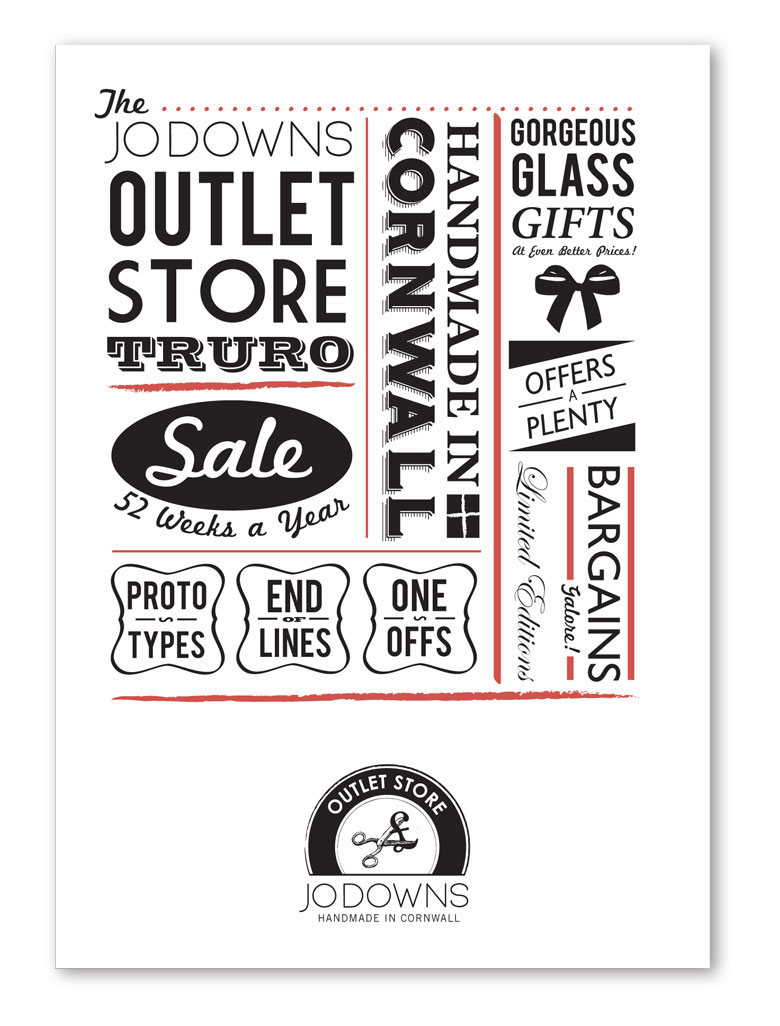 The
JO DOWNS
OUTLET
STORE
TRURO
Sale
52 Weeks a Year
HANDMADE IN
CORNWALL
GORGEOUS
GLASS
GIFTS
At Even Better Prices!
OFFERS
A
PLENTY
BARGAINS
Galore!
Limited Editions
PROTO
TYPES
END
OF
LINES
ONE
OFFS
OUTLET STORE
£
JO DOWNS
HANDMADE IN CORNWALL